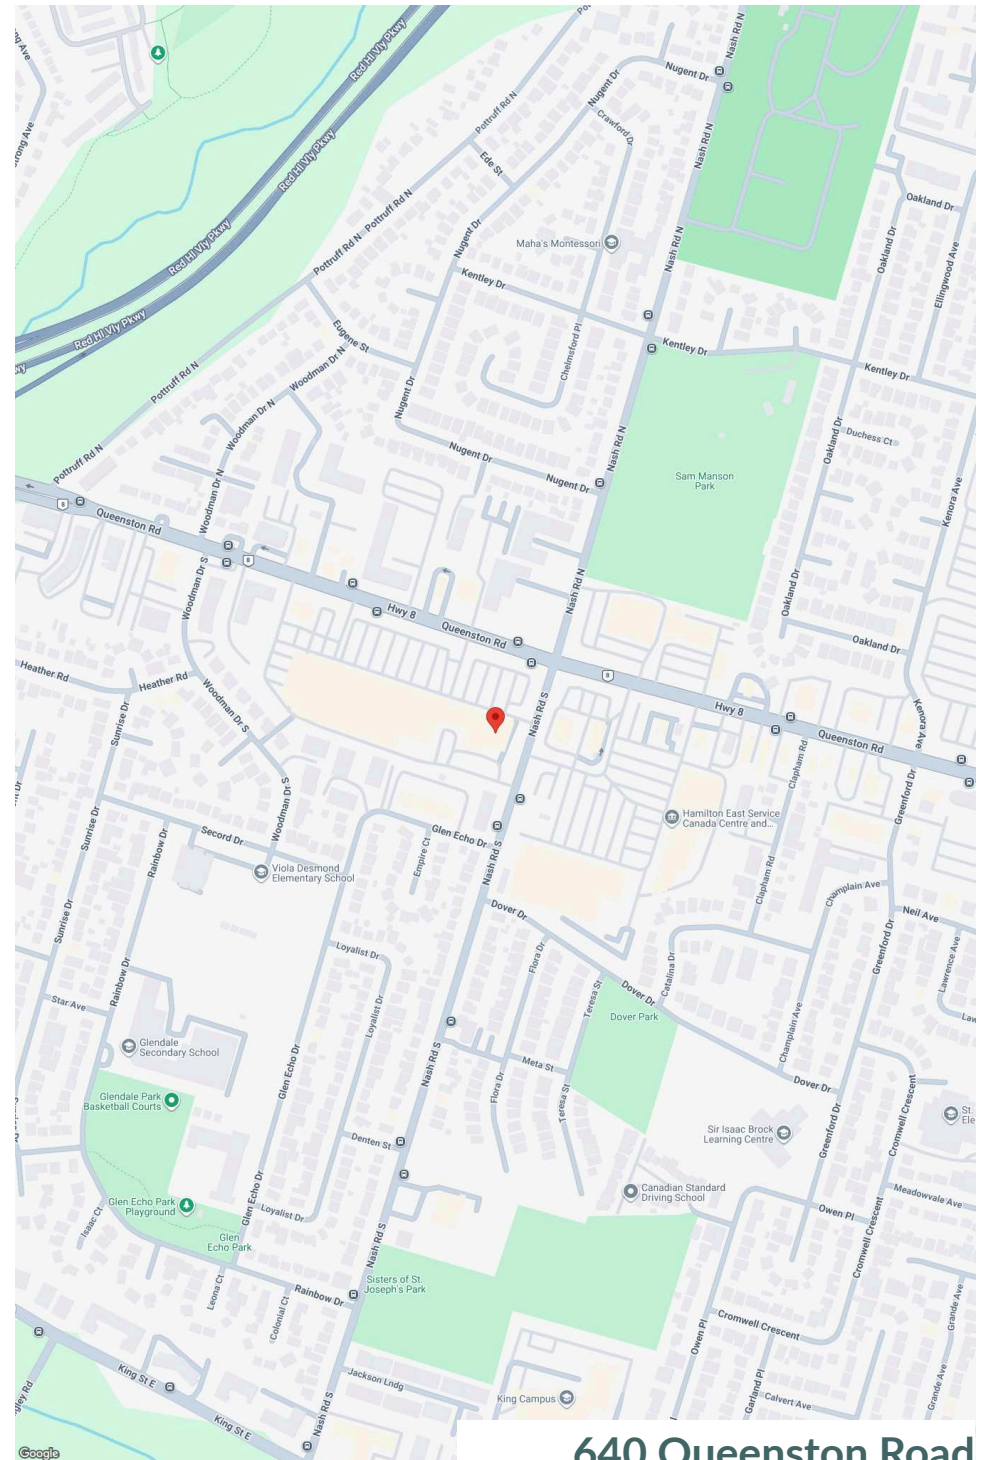 Nash Rd N
Red Hl Vly Pkwy
Nugent Dr
Nugent Dr
Pottruff Rd N
Crawford Dr
Ede St
Nash Rd N
Red Hl Vly Pkwy
Pottruff Rd N
Oakland Dr
Red Hl Vly Pkwy
Pottruff Rd N
Nugent Dr
Maha's Montessori
Nash Rd N
Oakland Dr
Ellingwood Ave
Kentley Dr
Red Hl Vly Pkwy
Eugene St
Chelmsford Pl
Kentley Dr
Kentley Dr
Pottruff Rd N
Woodman Dr N
Nugent Dr
Woodman Dr N
Oakland Dr
Duchess Ct
Nash Rd N
Nugent Dr
Pottruff Rd N
Nugent Dr
Sam Manson
Park
Kenora Ave
Woodman Dr N
8
Queenston Rd
8
Woodman Dr S
Nash Rd N
Oakland Dr
Hwy 8
Queenston Rd
Oakland Dr
Heather Rd
Heather Rd
8
Woodman Dr S
Nash Rd S
Hwy 8
Kenora Ave
Queenston Rd
Sunrise Dr
Clapham Rd
Greenford Dr
Sunrise Dr
Woodman Dr S
Hamilton East Service
Canada Centre and...
Secord Dr
Rainbow Dr
Glen Echo Dr
Empire Ct
Nash Rd S
Viola Desmond
Elementary School
Clapham Rd
Champlain Ave
Neil Ave
Sunrise Dr
Dover Dr
Greenford Dr
Loyalist Dr
Flora Dr
Lawrence Ave
Rainbow Dr
Catalina Dr
Star Ave
Loyalist Dr
Teresa St
Dover Dr
Dover Park
Law
Champlain Ave
Glendale
Secondary School
Nash Rd S
Glen Echo Dr
Meta St
Flora Dr
Dover Dr
Glendale Park
Basketball Courts
Teresa St
Cromwell Crescent
St.
Ele
Sir Isaac Brock
Learning Centre
Greenford Dr
Denten St
Canadian Standard
Driving School
Glen Echo Park
Playground
Glen Echo Dr
Loyalist Dr
Isaac Ct
Meadowvale Ave
Owen Pl
Glen
Echo Park
Nash Rd S
Cromwell Crescent
Leona Ct
Rainbow Dr
Colonial Ct
Sisters of St.
Joseph's Park
Grande Ave
Cromwell Crescent
Owen Pl
King St E
Jackson Lndg
King Campus
Garland Pl
Calvert Ave
Grande Ave
Nash Rd S
King St E
Google
640 Queenston Road